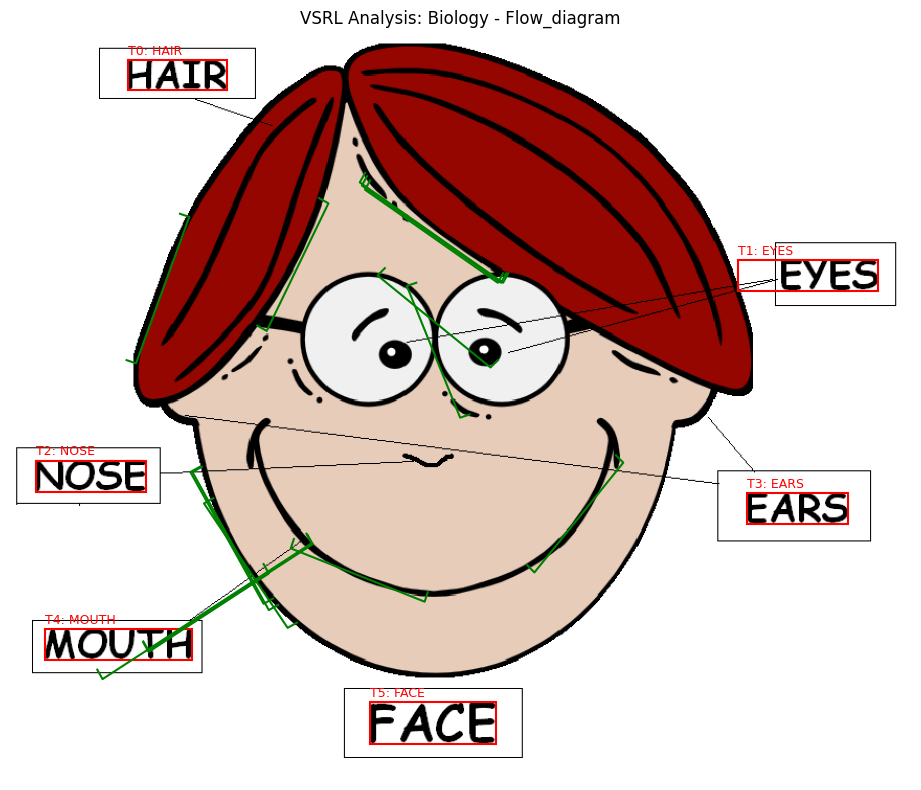 VSRL Analysis: Biology - Flow_diagram
T0: HAIR
HAIR
T1: EYES
EYES
T2: NOSE
NOSE
T3: EARS
EARS
T4: MOUTH
MOUTH
T5: FACE
FACE